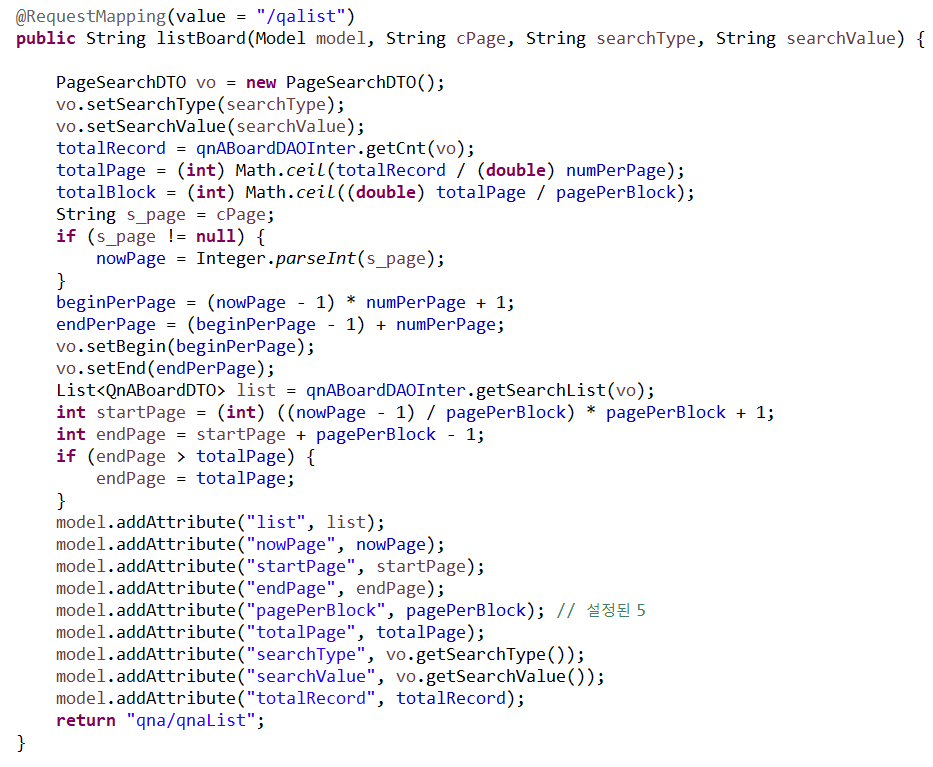 @RequestMapping(value = "/qalist")
public String listBoard(Model model, String cPage, String searchType, String searchValue) {
PageSearchDTO vo = new PageSearchDTO();
vo.setSearchType(searchType);
vo.setSearchValue(searchValue);
totalRecord = qnABoardDAOInter.getCnt(vo);
totalPage = (int) Math.ceil(totalRecord / (double) numPerPage);
totalBlock = (int) Math.ceil((double) totalPage / pagePerBlock);
String s_page = cPage;
if (s_page != null) {
nowPage = Integer.parseInt(s_page);
}
beginPerPage = (nowPage - 1) * numPerPage + 1;
endPerPage = (beginPerPage - 1) + numPerPage;
vo.setBegin(beginPerPage);
vo.setEnd(endPerPage);
List<QnABoardDTO> list = qnABoardDAOInter.getSearchList(vo);
int startPage = (int) ((nowPage - 1) / pagePerBlock) * pagePerBlock + 1;
int endPage = startPage + pagePerBlock - 1;
if (endPage > totalPage) {
endPage = totalPage;
}
model.addAttribute("list", list);
model.addAttribute("nowPage", nowPage);
model.addAttribute("startPage", startPage);
model.addAttribute("endPage", endPage);
model.addAttribute("pagePerBlock", pagePerBlock); // 설정된 5
model.addAttribute("totalPage", totalPage);
model.addAttribute("searchType", vo.getSearchType());
model.addAttribute("searchValue", vo.getSearchValue());
model.addAttribute("totalRecord", totalRecord);
return "qna/qnaList";
}